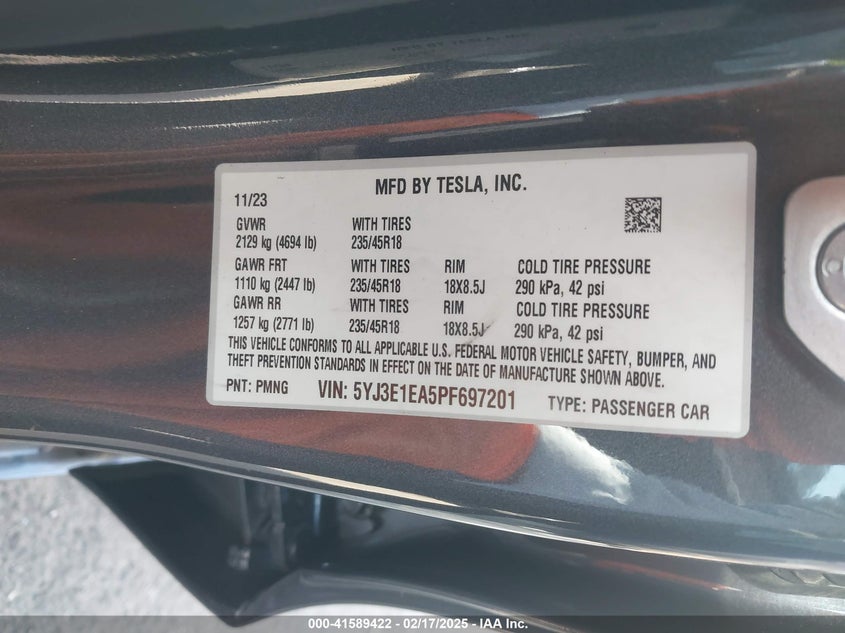 MFD BY TESLA, INC.
11/23
GVWR WITH TIRES
2129 kg (4694 lb) 235/45R18
GAWR FRT WITH TIRES RIM COLD TIRE PRESSURE
1110 kg (2447 lb) 235/45R18 18X8.5J 290 kPa, 42 psi
GAWR RR WITH TIRES RIM COLD TIRE PRESSURE
1257 kg (2771 lb) 235/45R18 18X8.5J 290 kPa, 42 psi
THIS VEHICLE CONFORMS TO ALL APPLICABLE U.S. FEDERAL MOTOR VEHICLE SAFETY, BUMPER, AND
THEFT PREVENTION STANDARDS IN EFFECT ON THE DATE OF MANUFACTURE SHOWN ABOVE.
PNT: PMNG VIN: 5YJ3E1EA5PF697201 TYPE: PASSENGER CAR
000-41589422 - 02/17/2025 - IAA Inc.